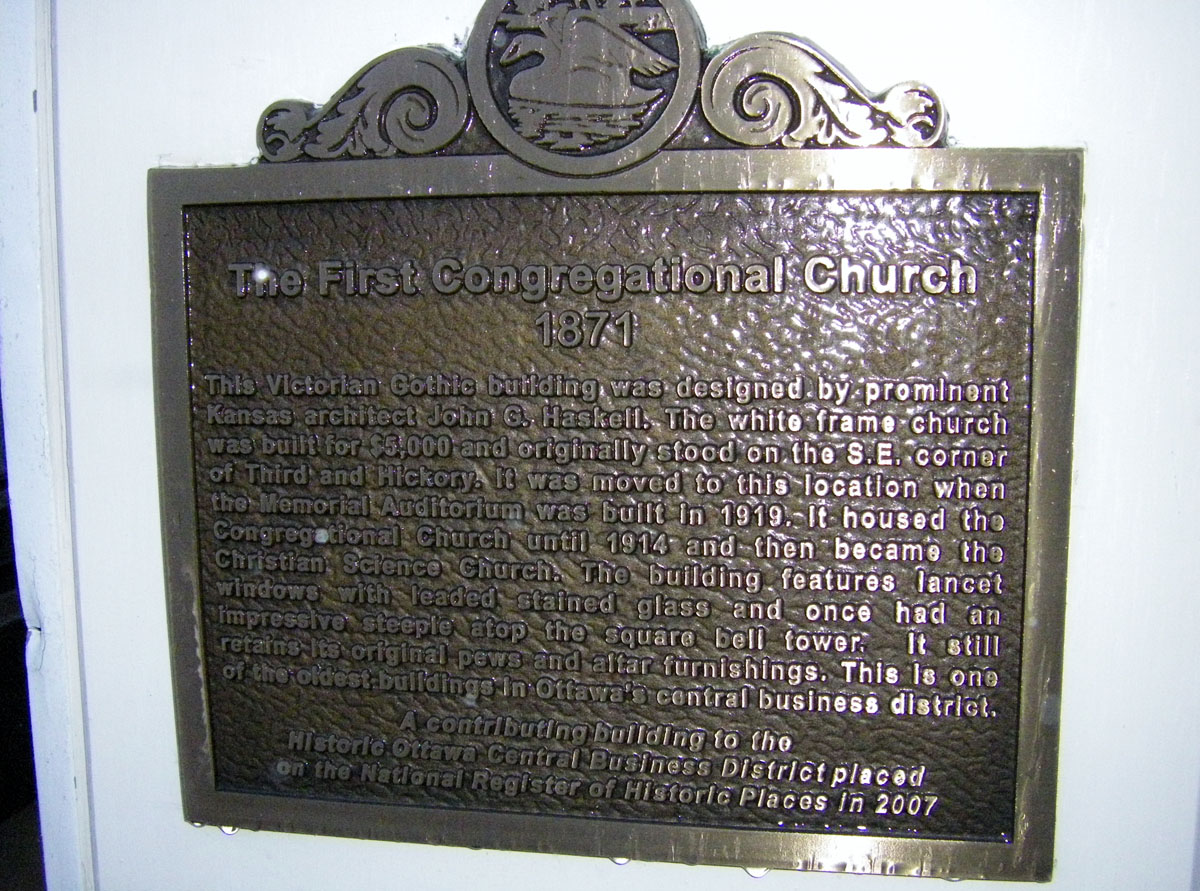 The First Congregational Church
1871
This Victorian Gothic building was designed by prominent
Kansas architect John G. Haskell. The white frame church
was built for $5,000 and originally stood on the S.E. corner
of Third and Hickory. It was moved to this location when
the Memorial Auditorium was built in 1919. It housed the
Congregational Church until 1914 and then became the
Christian Science Church. The building features lancet
windows with leaded stained glass and once had an
impressive steeple atop the square bell tower. It still
retains its original pews and altar furnishings. This is one
of the oldest buildings in Ottawa's central business district.
A contributing building to the
Historic Ottawa Central Business District placed
on the National Register of Historic Places in 2007